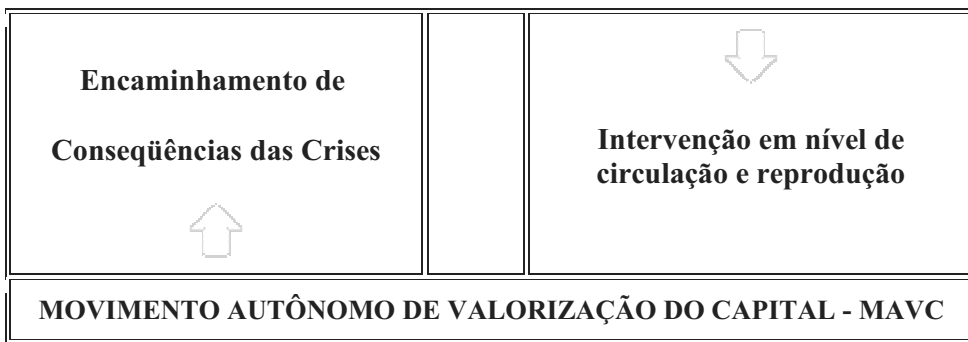 Encaminhamento de
Conseqüências das Crises
Intervenção em nível de
circulação e reprodução
MOVIMENTO AUTÔNOMO DE VALORIZAÇÃO DO CAPITAL - MAVC